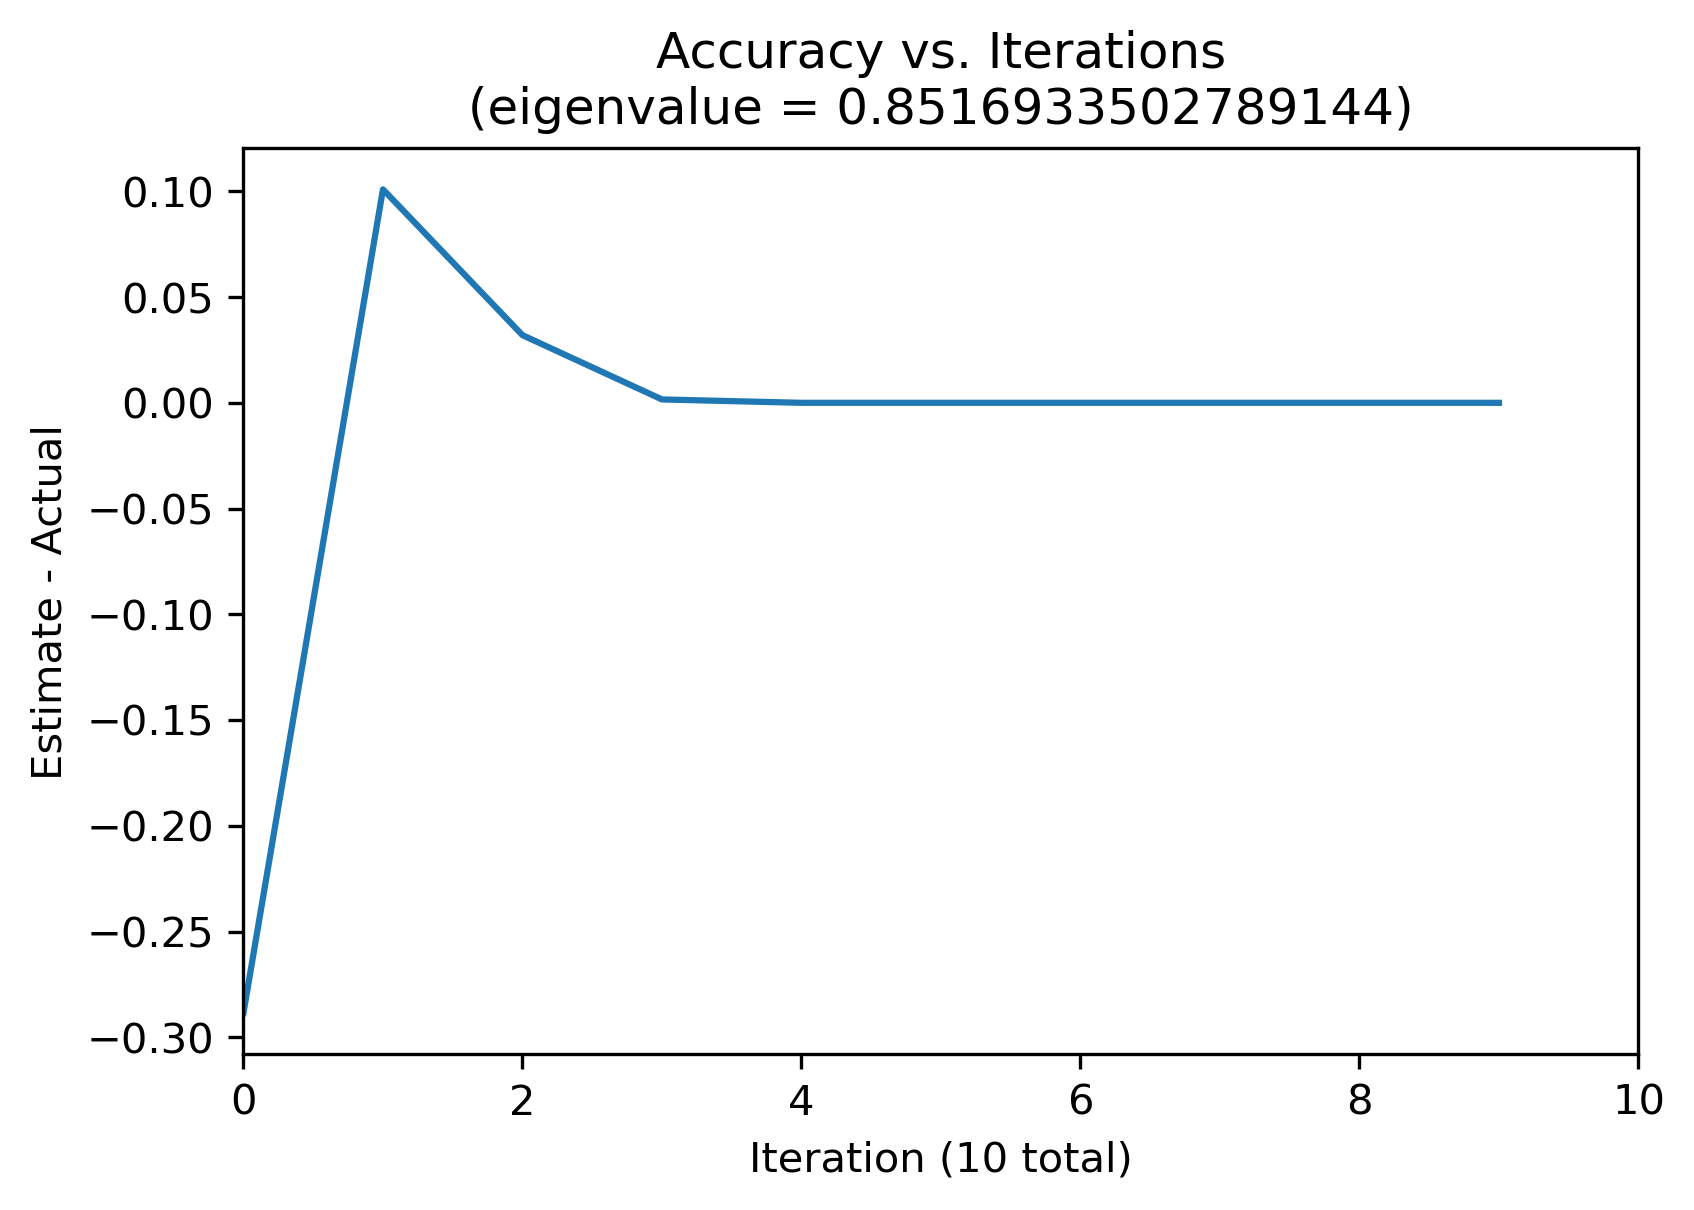 Accuracy vs. Iterations
(eigenvalue = 0.8516933502789144)
0.10
0.05
0.00
−0.05
−0.10
−0.15
−0.20
−0.25
−0.30
Estimate - Actual
0 2 4 6 8 10
Iteration (10 total)